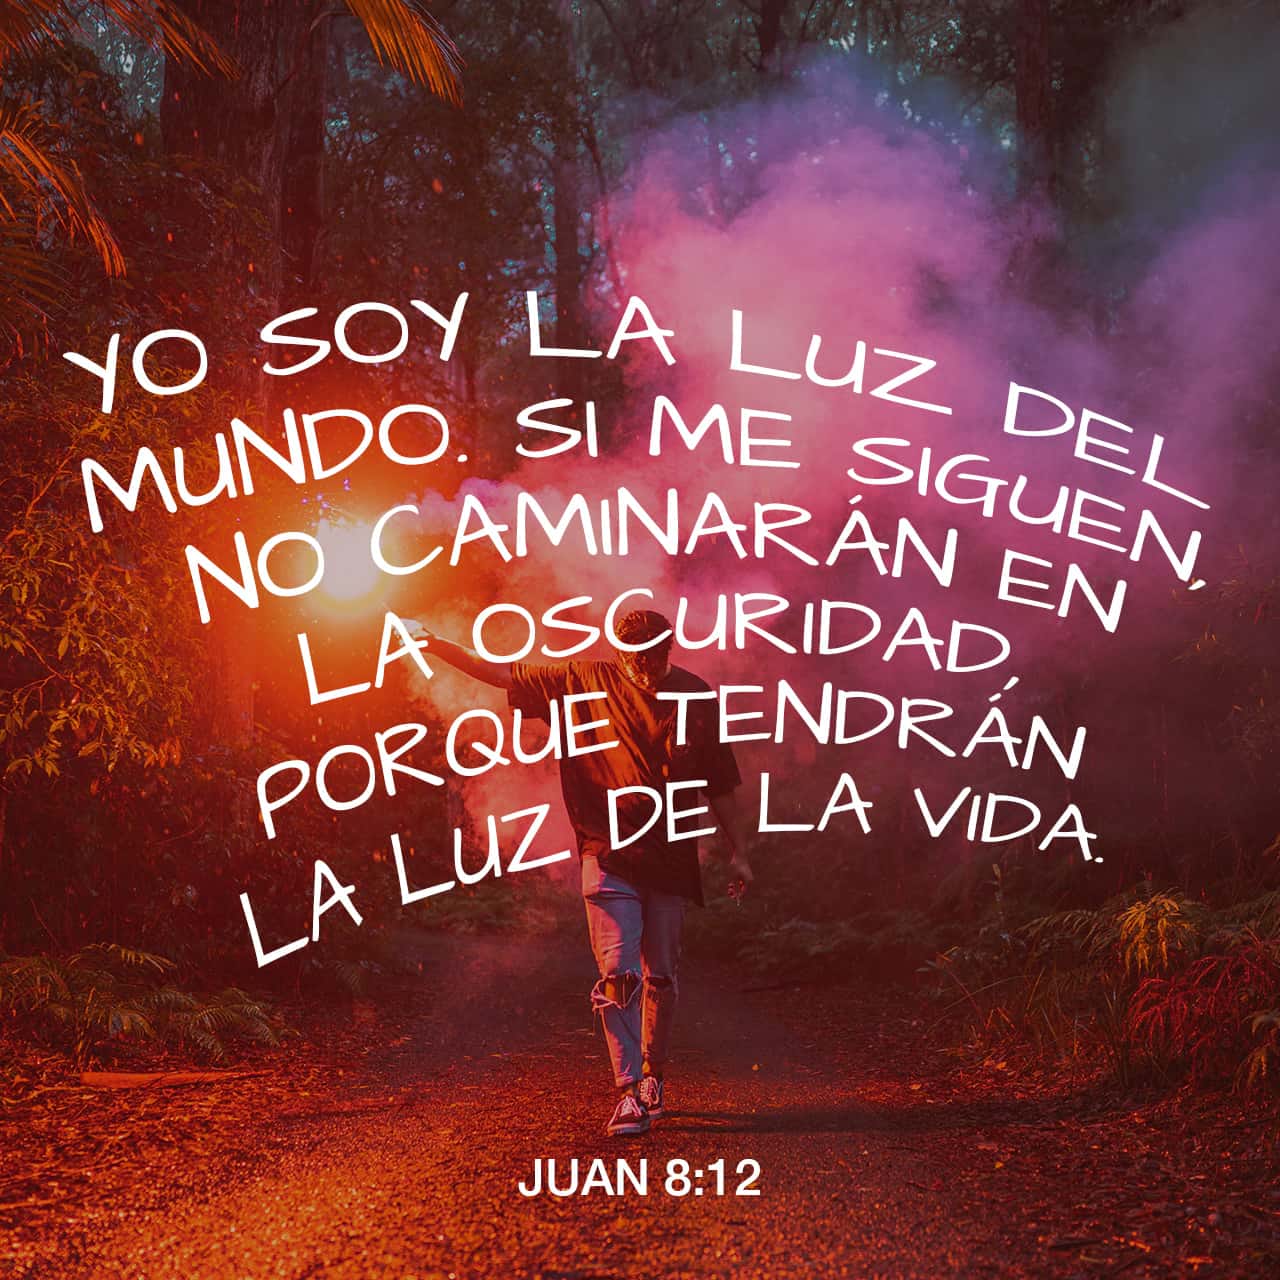 YO SOY LA LUZ DEL
MUNDO. SI ME SIGUEN,
NO CAMINARÁN EN
LA OSCURIDAD,
PORQUE TENDRÁN
LA LUZ DE LA VIDA.
JUAN 8:12